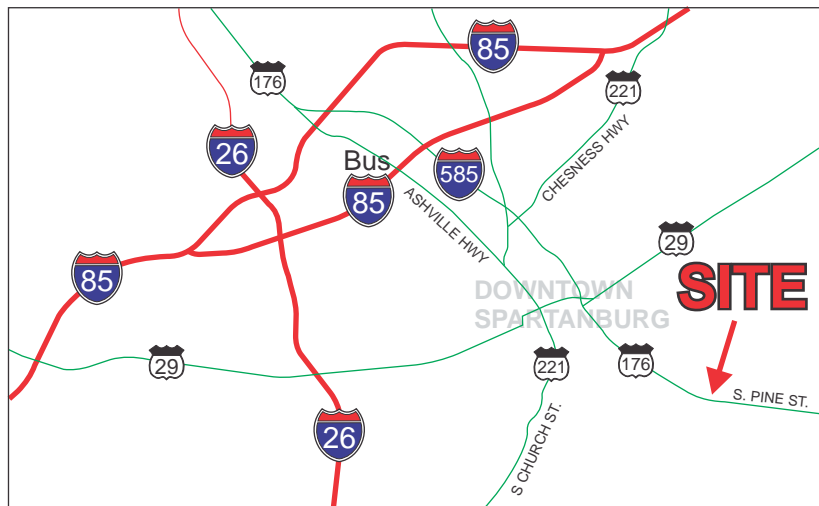 85
176
221
26
Bus
585
85
ASHVILLE HWY
CHESNESS HWY
29
85
DOWNTOWN
SPARTANBURG
SITE
29
221
176
S. PINE ST.
26
S CHURCH ST.